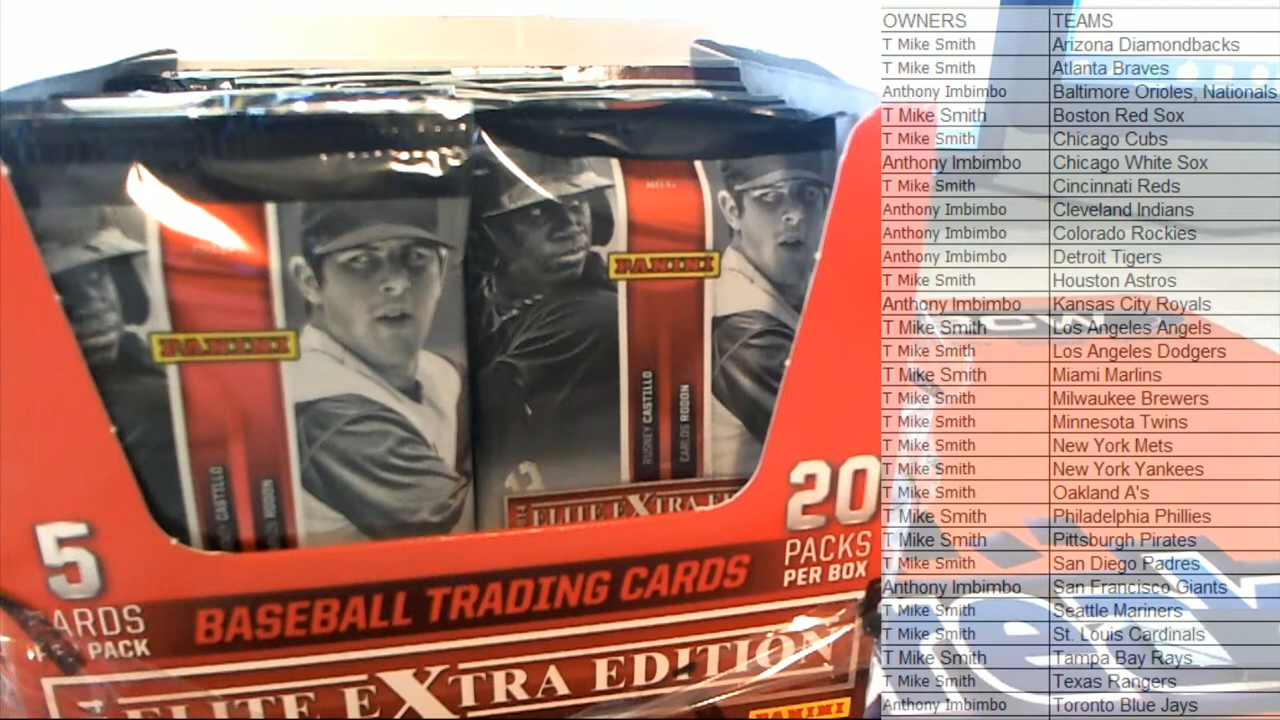 PANINI
PANINI
RUSNEY CASTILLO
CARLOS RODON
CASTILLO
RODON
13
2014
ELITE EXTRA
5
CARDS
PER PACK
20
PACKS
PER BOX
BASEBALL TRADING CARDS
ELITE EXTRA EDITION
PANINI
OWNERS TEAMS
T Mike Smith Arizona Diamondbacks
T Mike Smith Atlanta Braves
Anthony Imbimbo Baltimore Orioles, Nationals
T Mike Smith Boston Red Sox
T Mike Smith Chicago Cubs
Anthony Imbimbo Chicago White Sox
T Mike Smith Cincinnati Reds
Anthony Imbimbo Cleveland Indians
Anthony Imbimbo Colorado Rockies
Anthony Imbimbo Detroit Tigers
T Mike Smith Houston Astros
Anthony Imbimbo Kansas City Royals
T Mike Smith Los Angeles Angels
T Mike Smith Los Angeles Dodgers
T Mike Smith Miami Marlins
T Mike Smith Milwaukee Brewers
T Mike Smith Minnesota Twins
T Mike Smith New York Mets
T Mike Smith New York Yankees
T Mike Smith Oakland A's
T Mike Smith Philadelphia Phillies
T Mike Smith Pittsburgh Pirates
T Mike Smith San Diego Padres
Anthony Imbimbo San Francisco Giants
T Mike Smith Seattle Mariners
T Mike Smith St. Louis Cardinals
T Mike Smith Tampa Bay Rays
T Mike Smith Texas Rangers
Anthony Imbimbo Toronto Blue Jays